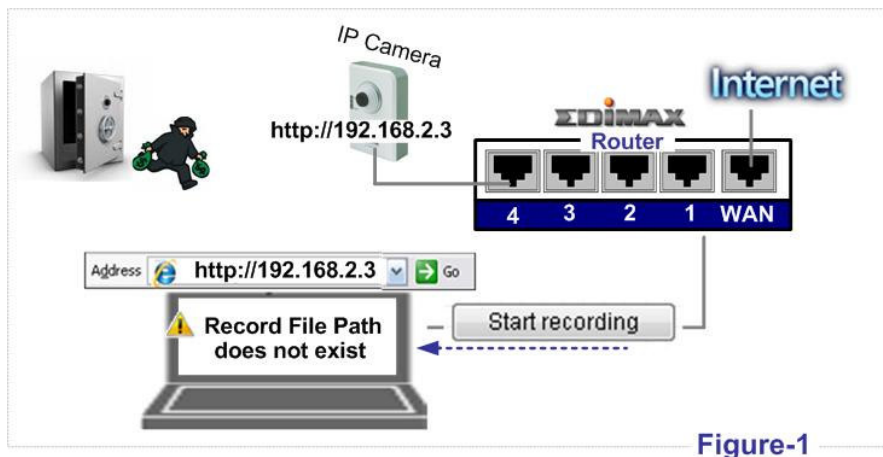 IP Camera
Internet
http://192.168.2.3
EDIMAX
Router
4 3 2 1 WAN
Address http://192.168.2.3 Go
Start recording
Record File Path
does not exist
Figure-1